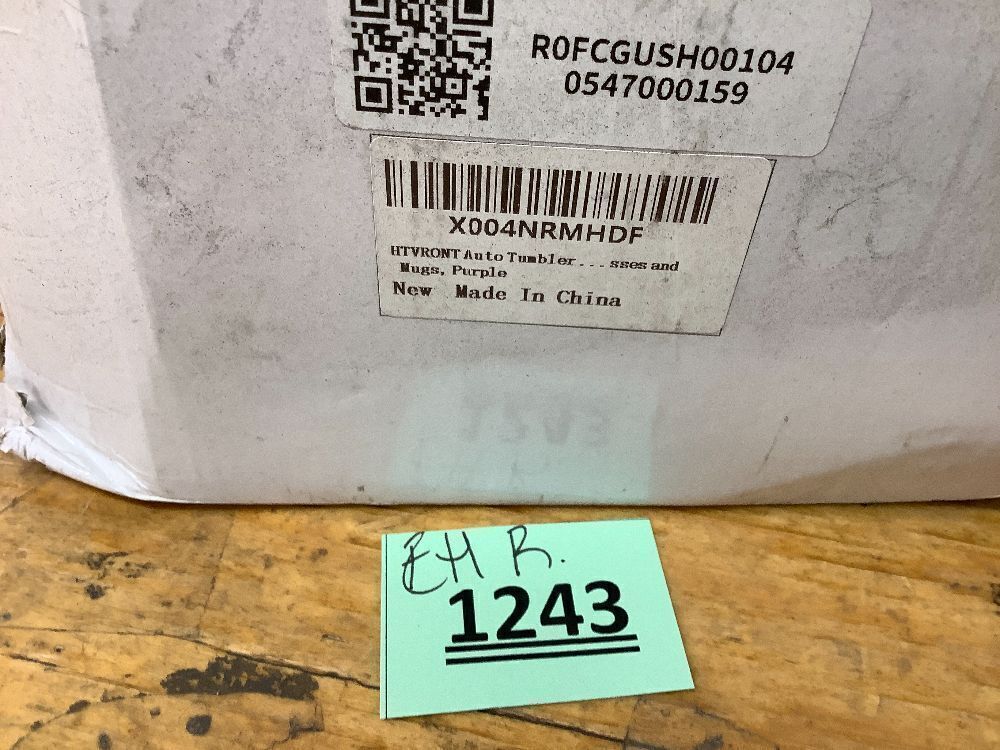 R0FCGUSH00104
0547000159
X004NRMHDF
HTVRONT Auto Tumbler...sses and
Mugs, Purple
New Made In China
EH R.
1243